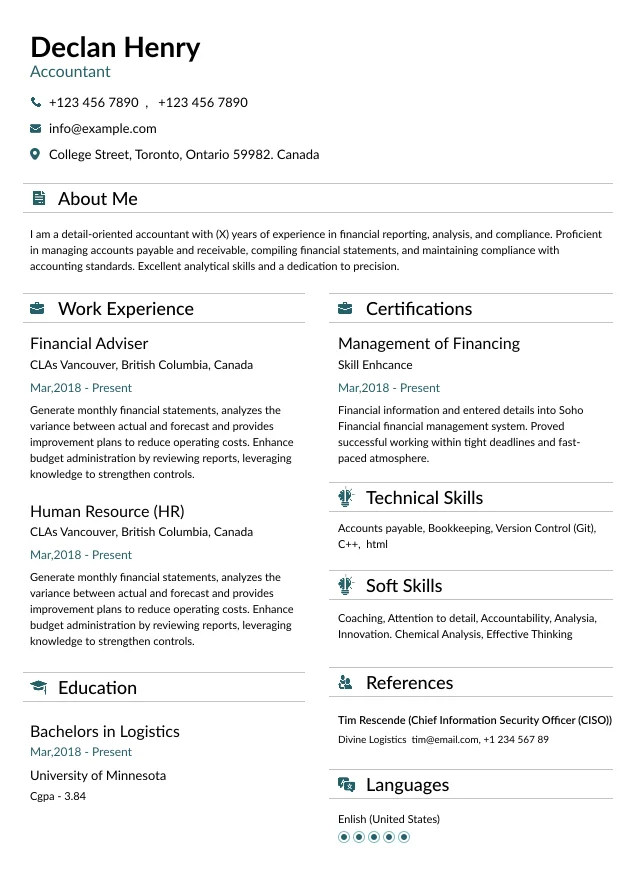 Declan Henry
Accountant
+123 456 7890 , +123 456 7890
info@example.com
College Street, Toronto, Ontario 59982. Canada
About Me
I am a detail-oriented accountant with (X) years of experience in financial reporting, analysis, and compliance. Proficient
in managing accounts payable and receivable, compiling financial statements, and maintaining compliance with
accounting standards. Excellent analytical skills and a dedication to precision.
Work Experience
Financial Adviser
CLAs Vancouver, British Columbia, Canada
Mar,2018 - Present
Generate monthly financial statements, analyzes the
variance between actual and forecast and provides
improvement plans to reduce operating costs. Enhance
budget administration by reviewing reports, leveraging
knowledge to strengthen controls.
Human Resource (HR)
CLAs Vancouver, British Columbia, Canada
Mar,2018 - Present
Generate monthly financial statements, analyzes the
variance between actual and forecast and provides
improvement plans to reduce operating costs. Enhance
budget administration by reviewing reports, leveraging
knowledge to strengthen controls.
Education
Bachelors in Logistics
Mar,2018 - Present
University of Minnesota
Cgpa - 3.84
Certifications
Management of Financing
Skill Enhcance
Mar,2018 - Present
Financial information and entered details into Soho
Financial financial management system. Proved
successful working within tight deadlines and fast-
paced atmosphere.
Technical Skills
Accounts payable, Bookkeeping, Version Control (Git),
C++, html
Soft Skills
Coaching, Attention to detail, Accountability, Analysia,
Innovation. Chemical Analysis, Effective Thinking
References
Tim Rescende (Chief Information Security Officer (CISO))
Divine Logistics tim@email.com, +1 234 567 89
Languages
Enlish (United States)